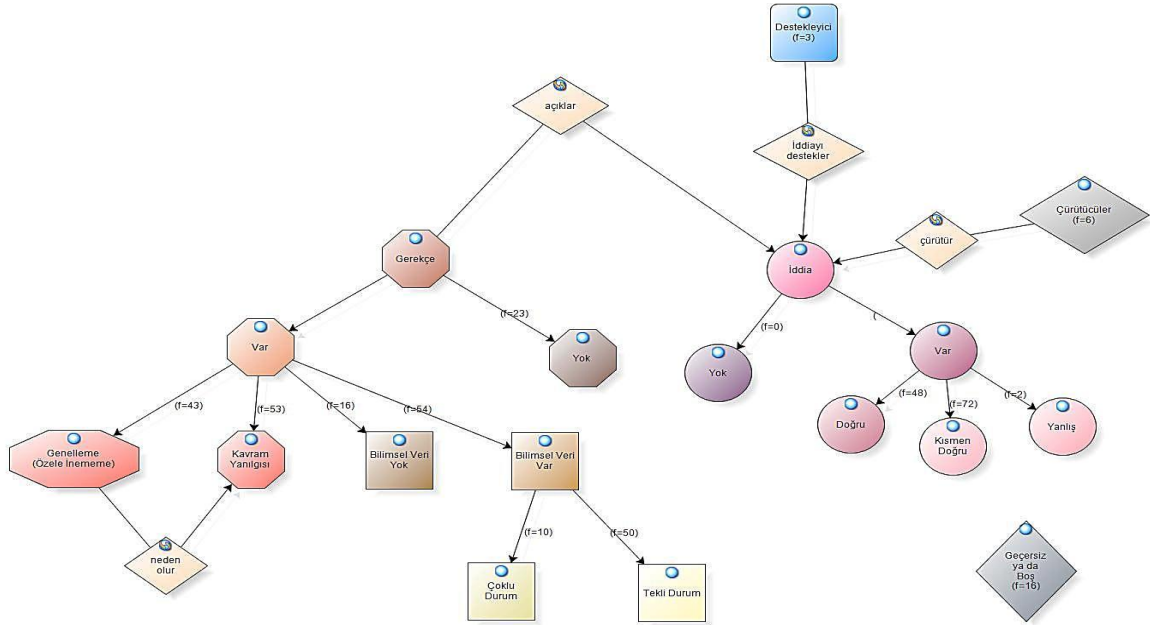 Destekleyici
(f=3)
açıklar
İddiayı
destekler
Çürütücüler
(f=6)
çürütür
Gerekçe
İddia
(f=23)
(f=0)
(
Var
Yok
Yok
Var
(f=43)
(f=53)
(f=16)
(f=54)
(f=48)
(f=72)
(f=2)
Genelleme
(Özele İnememe)
Kavram
Yanılgısı
Bilimsel Veri
Yok
Bilimsel Veri
Var
Doğru
Kısmen
Doğru
Yanlış
(f=10)
(f=50)
neden
olur
Çoklu
Durum
Tekli Durum
Geçersiz
ya da
Boş
(f=16)